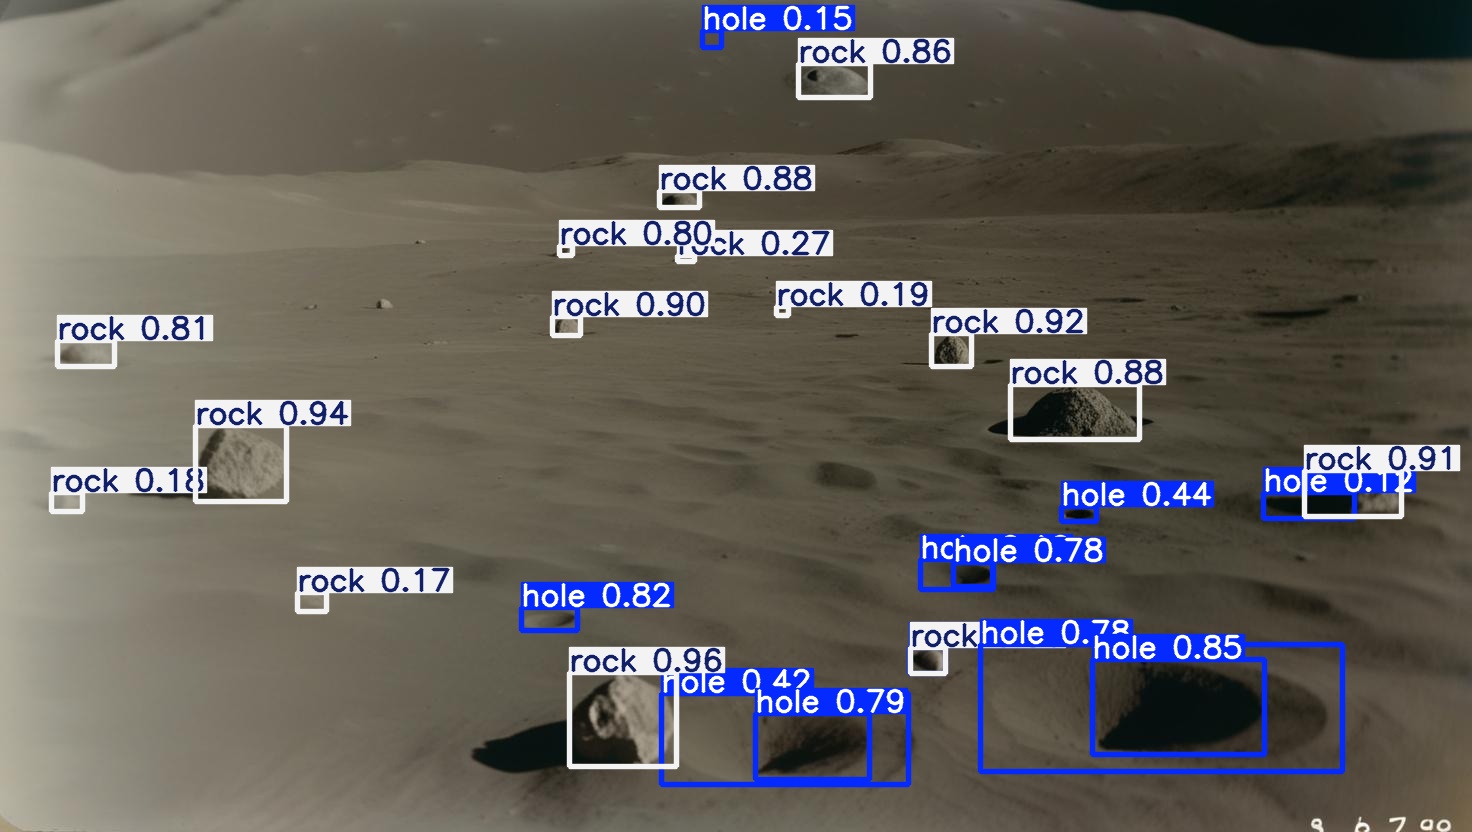 hole 0.15
rock 0.86
rock 0.88
rock 0.80
rock 0.27
rock 0.19
rock 0.90
rock 0.81
rock 0.92
rock 0.88
rock 0.94
rock 0.91
rock 0.18
hole 0.12
hole 0.44
hole 0.78
rock 0.17
hole 0.82
rock
hole 0.78
hole 0.85
rock 0.96
hole 0.42
hole 0.79